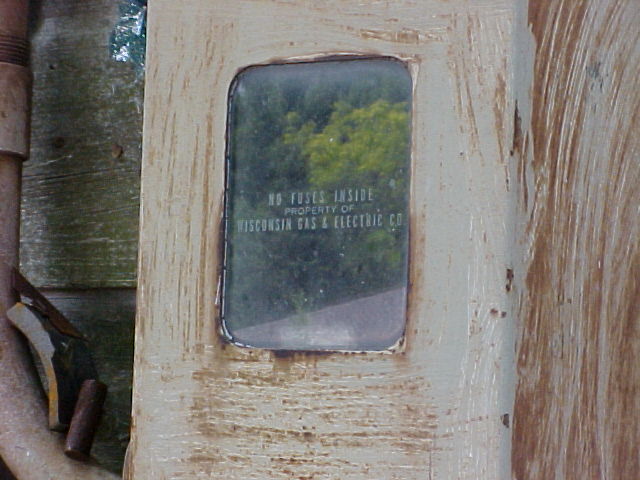 NO FUSES INSIDE
PROPERTY OF
WISCONSIN GAS & ELECTRIC CO